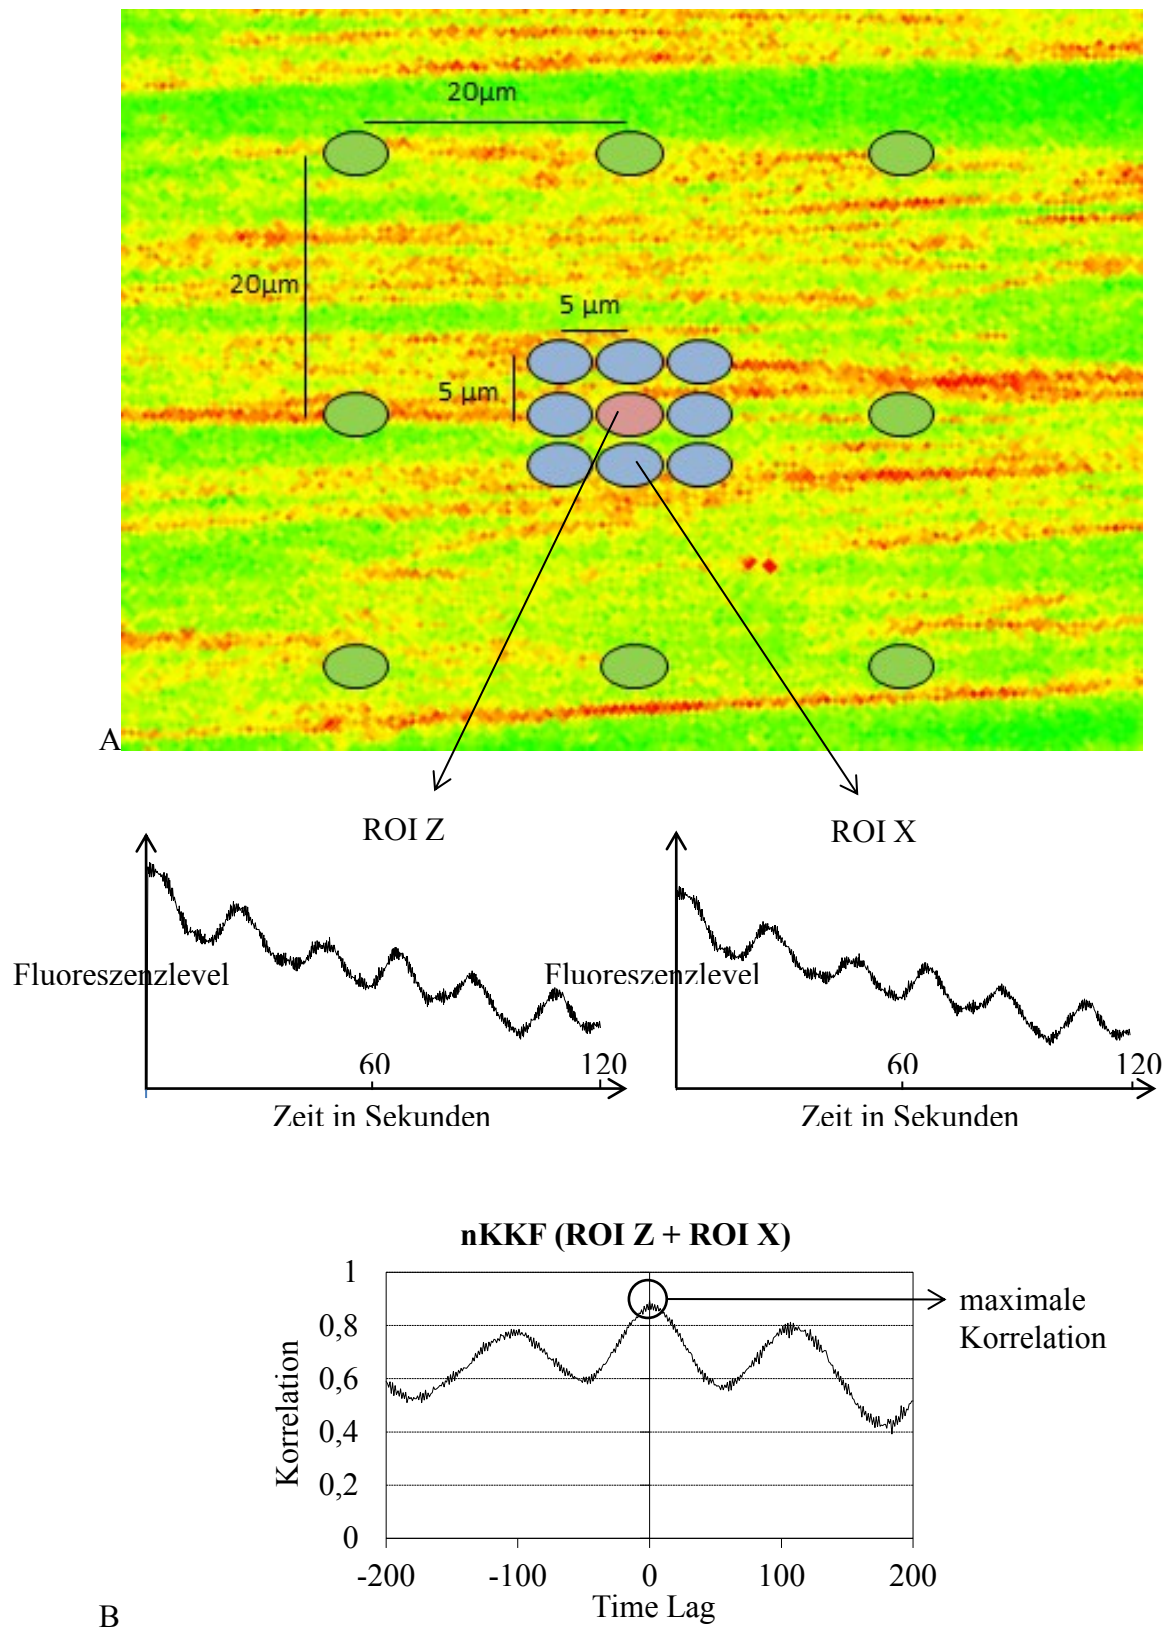 20µm
20µm
5 µm
5 µm
A
ROI Z
ROI X
Fluoreszenzlevel
Fluoreszenzlevel
60
120
60
120
Zeit in Sekunden
Zeit in Sekunden
nKKF (ROI Z + ROI X)
1
0,8
0,6
0,4
0,2
0
Korrelation
maximale
Korrelation
-200
-100
0
100
200
Time Lag
B